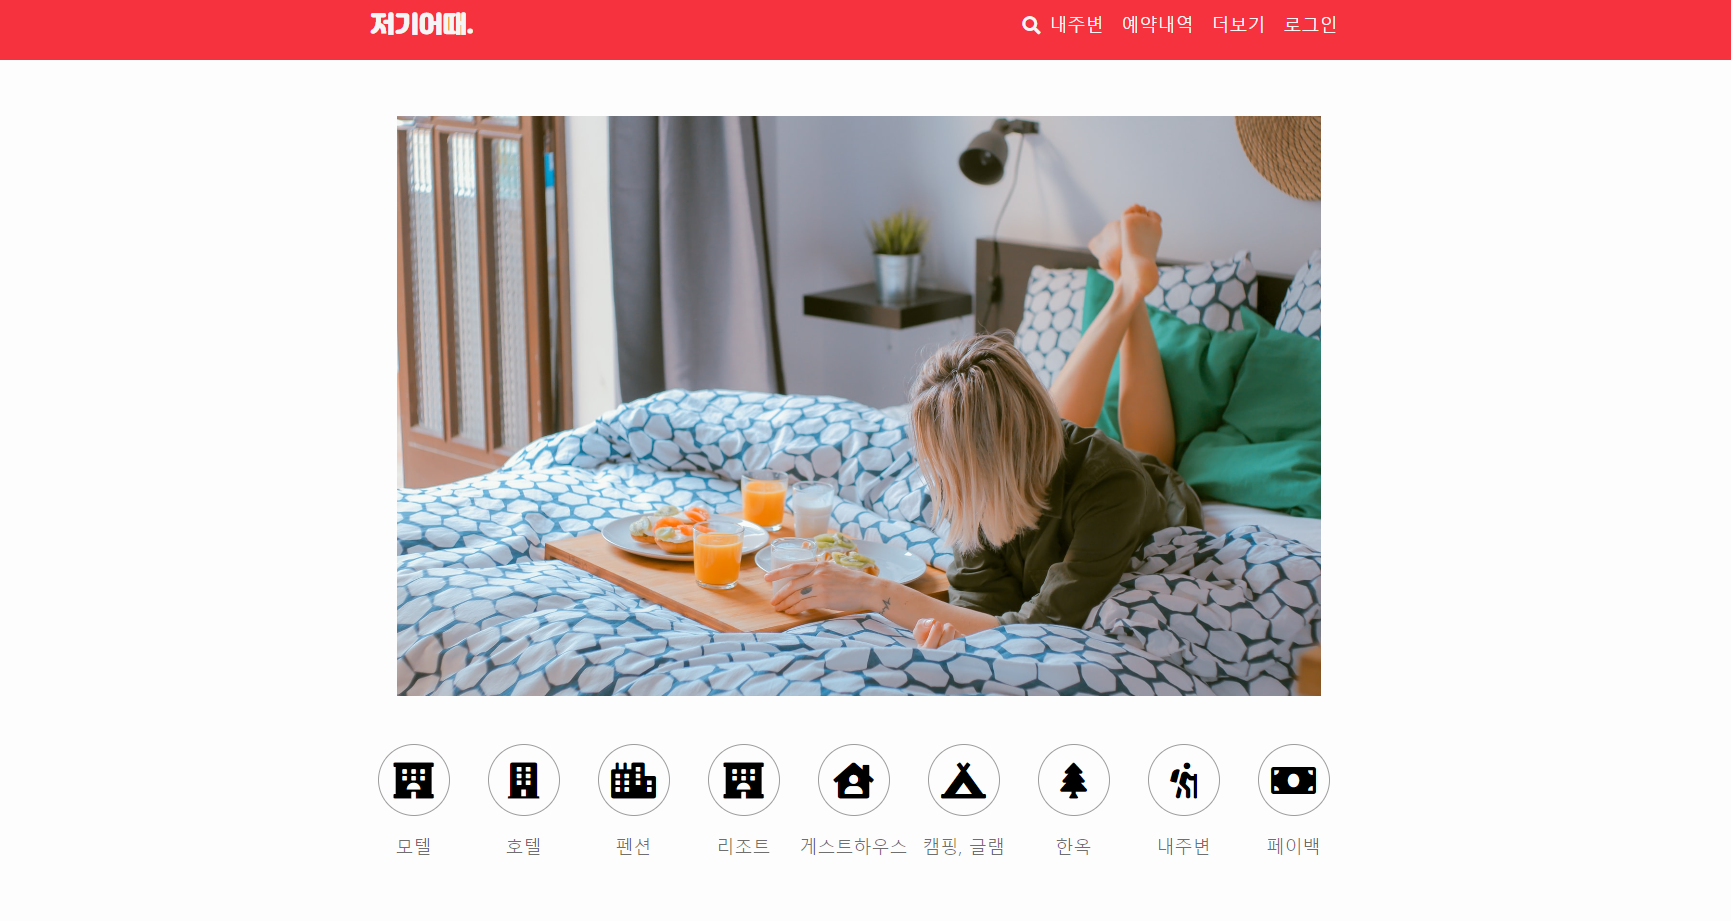 저기어때.
내주변 예약내역 더보기 로그인
모텔 호텔 펜션 리조트 게스트하우스 캠핑, 글램 한옥 내주변 페이백